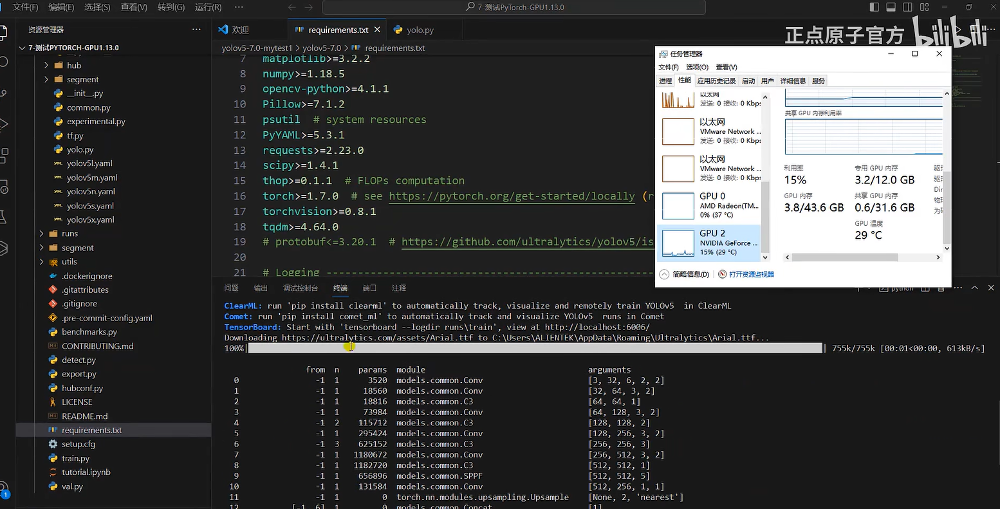 文件(F) 编辑(E) 选择(S) 查看(V) 转到(G) 运行(R) ···
7-测试PyTorch-GPU1.13.0
资源管理器 ···
7-测试PYTORCH-GPU1.13.0
hub
segment
__init__.py
common.py
experimental.py
tf.py
yolo.py
yolov5l.yaml
yolov5m.yaml
yolov5n.yaml
yolov5s.yaml
yolov5x.yaml
runs
segment
utils
.dockerignore
.gitattributes
.gitignore
.pre-commit-config.yaml
benchmarks.py
CONTRIBUTING.md
detect.py
export.py
hubconf.py
LICENSE
README.md
requirements.txt
setup.cfg
train.py
tutorial.ipynb
val.py
1
欢迎 requirements.txt yolo.py
yolov5-7.0-mytest1 > yolov5-7.0 > requirements.txt
7 matplotlib>=3.2.2
8 numpy>=1.18.5
9 opencv-python>=4.1.1
10 Pillow>=7.1.2
11 psutil # system resources
12 PyYAML>=5.3.1
13 requests>=2.23.0
14 scipy>=1.4.1
15 thop>=0.1.1 # FLOPs computation
16 torch>=1.7.0 # see https://pytorch.org/get-started/locally (r
17 torchvision>=0.8.1
18 tqdm>=4.64.0
19 # protobuf<=3.20.1 # https://github.com/ultralytics/yolov5/is
20
21 # Logging
正点原子官方 bilibili
任务管理器
文件(F) 选项(O) 查看(V)
进程 性能 应用历史记录 启动 用户 详细信息 服务
以太网
发送: 0 接收: 0 Kbps
以太网
VMware Network ...
发送: 0 接收: 0 Kbps
以太网
VMware Network ...
发送: 0 接收: 0 Kbps
GPU 0
AMD Radeon(TM...
0% (37 °C)
GPU 2
NVIDIA GeForce ...
15% (29 °C)
共享 GPU 内存利用率
利用率 专用 GPU 内存
15% 3.2/12.0 GB
GPU 内存 共享 GPU 内存
3.8/43.6 GB 0.6/31.6 GB
GPU 温度
29 °C
简略信息(D) 打开资源监视器
问题 输出 调试控制台 终端 端口 注释
python
ClearML: run 'pip install clearml' to automatically track, visualize and remotely train YOLOv5 in ClearML
Comet: run 'pip install comet_ml' to automatically track and visualize YOLOv5 runs in Comet
TensorBoard: Start with 'tensorboard --logdir runs\train', view at http://localhost:6006/
Downloading https://ultralytics.com/assets/Arial.ttf to C:\Users\ALIENTEK\AppData\Roaming\Ultralytics\Arial.ttf...
100%| | 755k/755k [00:01<00:00, 613kB/s]
from n params module arguments
0 -1 1 3520 models.common.Conv [3, 32, 6, 2, 2]
1 -1 1 18560 models.common.Conv [32, 64, 3, 2]
2 -1 1 18816 models.common.C3 [64, 64, 1]
3 -1 1 73984 models.common.Conv [64, 128, 3, 2]
4 -1 2 115712 models.common.C3 [128, 128, 2]
5 -1 1 295424 models.common.Conv [128, 256, 3, 2]
6 -1 3 625152 models.common.C3 [256, 256, 3]
7 -1 1 1180672 models.common.Conv [256, 512, 3, 2]
8 -1 1 1182720 models.common.C3 [512, 512, 1]
9 -1 1 656896 models.common.SPPF [512, 512, 5]
10 -1 1 131584 models.common.Conv [512, 256, 1, 1]
11 -1 1 0 torch.nn.modules.upsampling.Upsample [None, 2, 'nearest']
12 [-1, 6] 1 0 models.common.Concat [1]